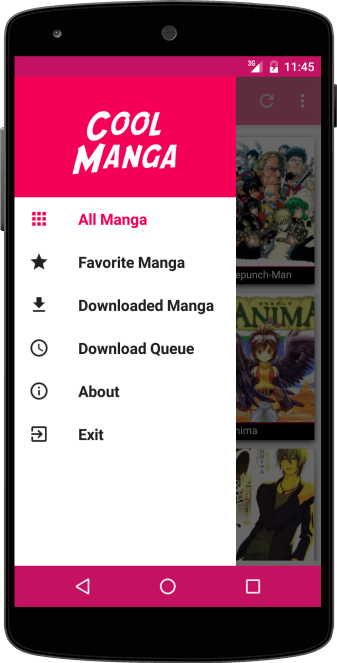 3G
11:45
COOL
MANGA
All Manga
Favorite Manga
Downloaded Manga
Download Queue
About
Exit
epunch-Man
ANIMA
nima